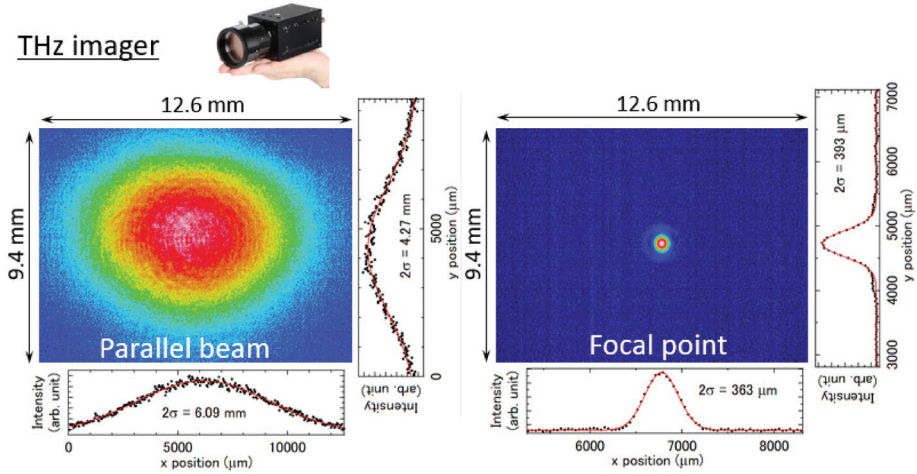 THz imager
12.6 mm
9.4 mm
Parallel beam
2σ = 4.27 mm
0
5000
y position (μm)
Intensity
(arb. unit)
Intensity
(arb. unit)
2σ = 6.09 mm
0
5000
10000
x position (μm)
12.6 mm
9.4 mm
Focal point
2σ = 393 μm
3000
4000
5000
6000
7000
y position (μm)
Intensity
(arb. unit)
Intensity
(arb. unit)
2σ = 363 μm
6000
7000
8000
x position (μm)